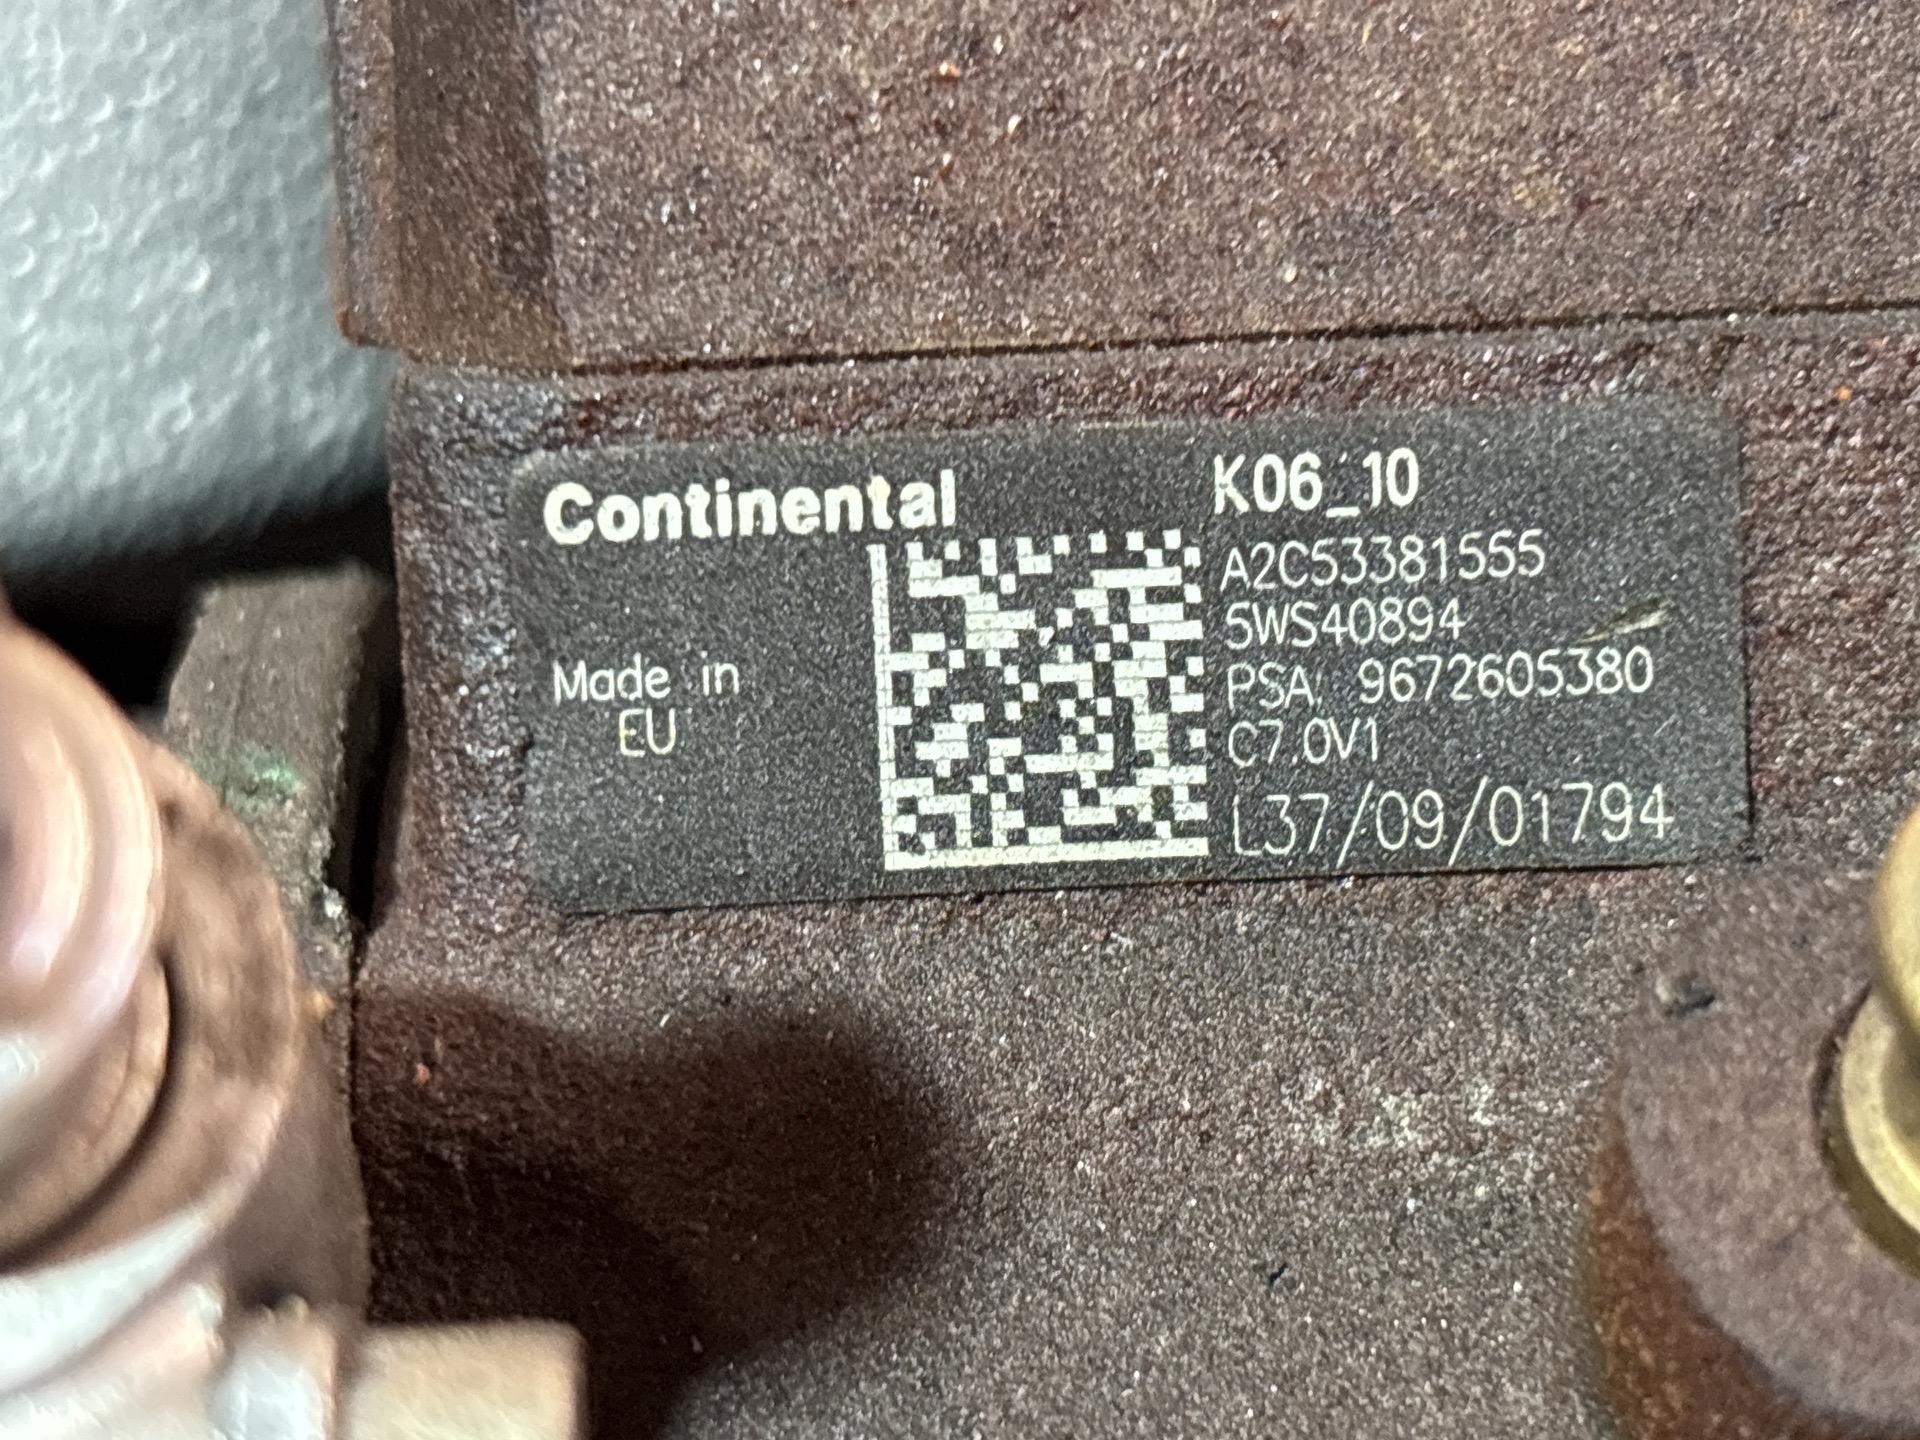 Continental
K06_10
A2C53381555
5WS40894
PSA 9672605380
C7.0V1
L37/09/01794
Made in
EU